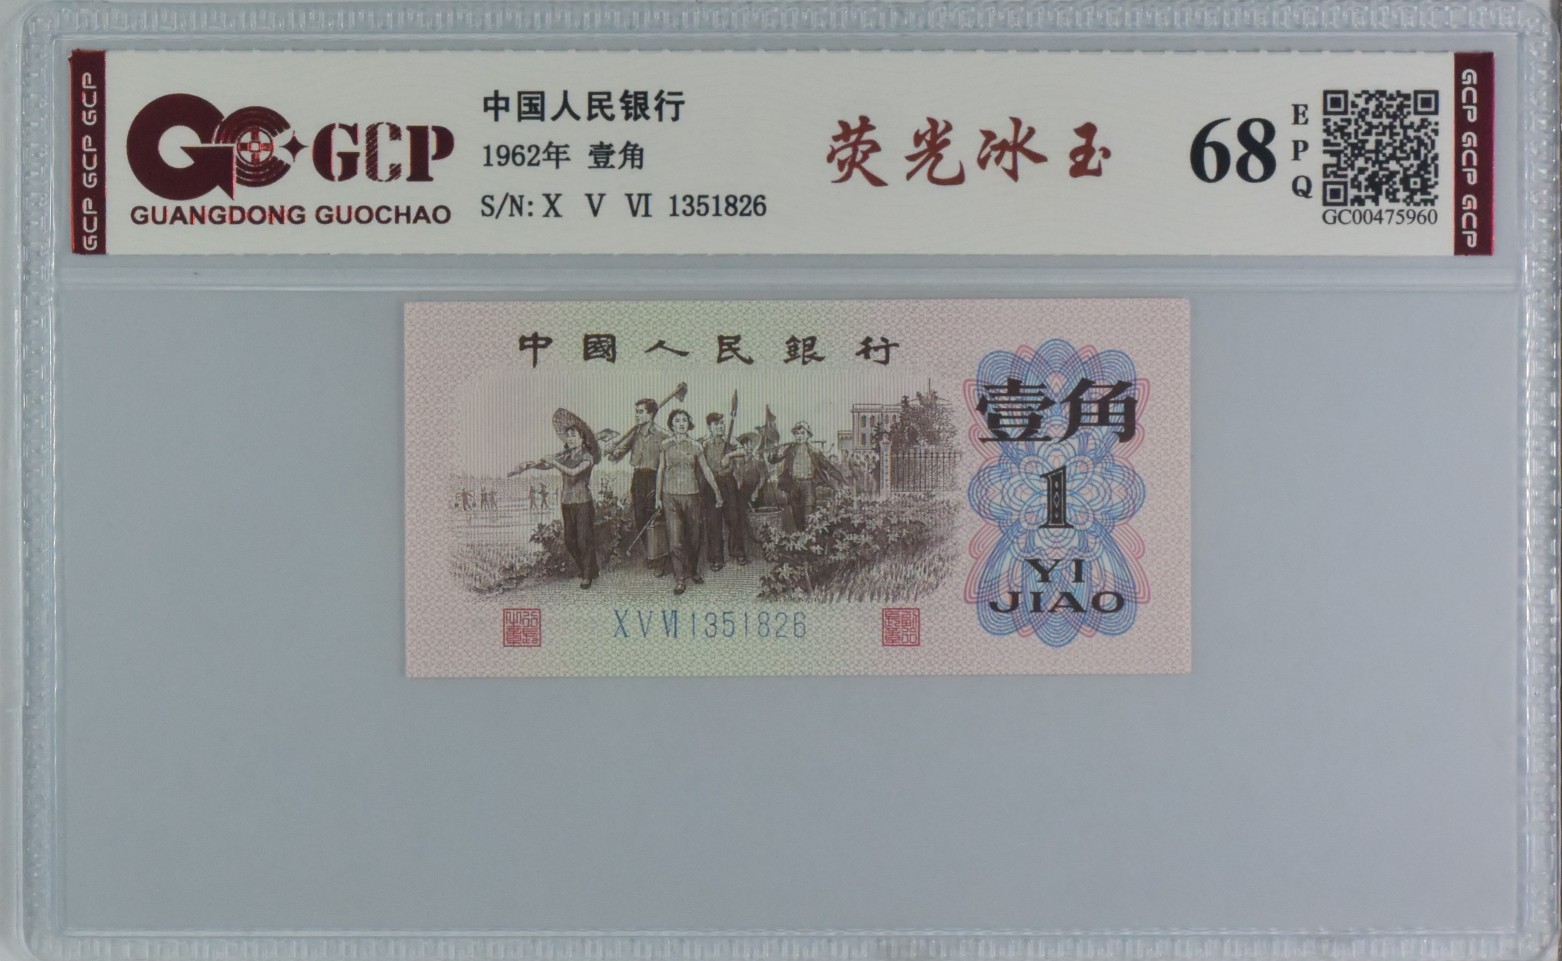 GCP GCP GCP
GCP
GUANGDONG GUOCHAO
中国人民银行
1962年 壹角
S/N: X V VI 1351826
荧光冰玉
68
EPQ
GC00475960
GCP GCP GCP
中國人民銀行
壹角
1
YI
JIAO
X V VI 1351826